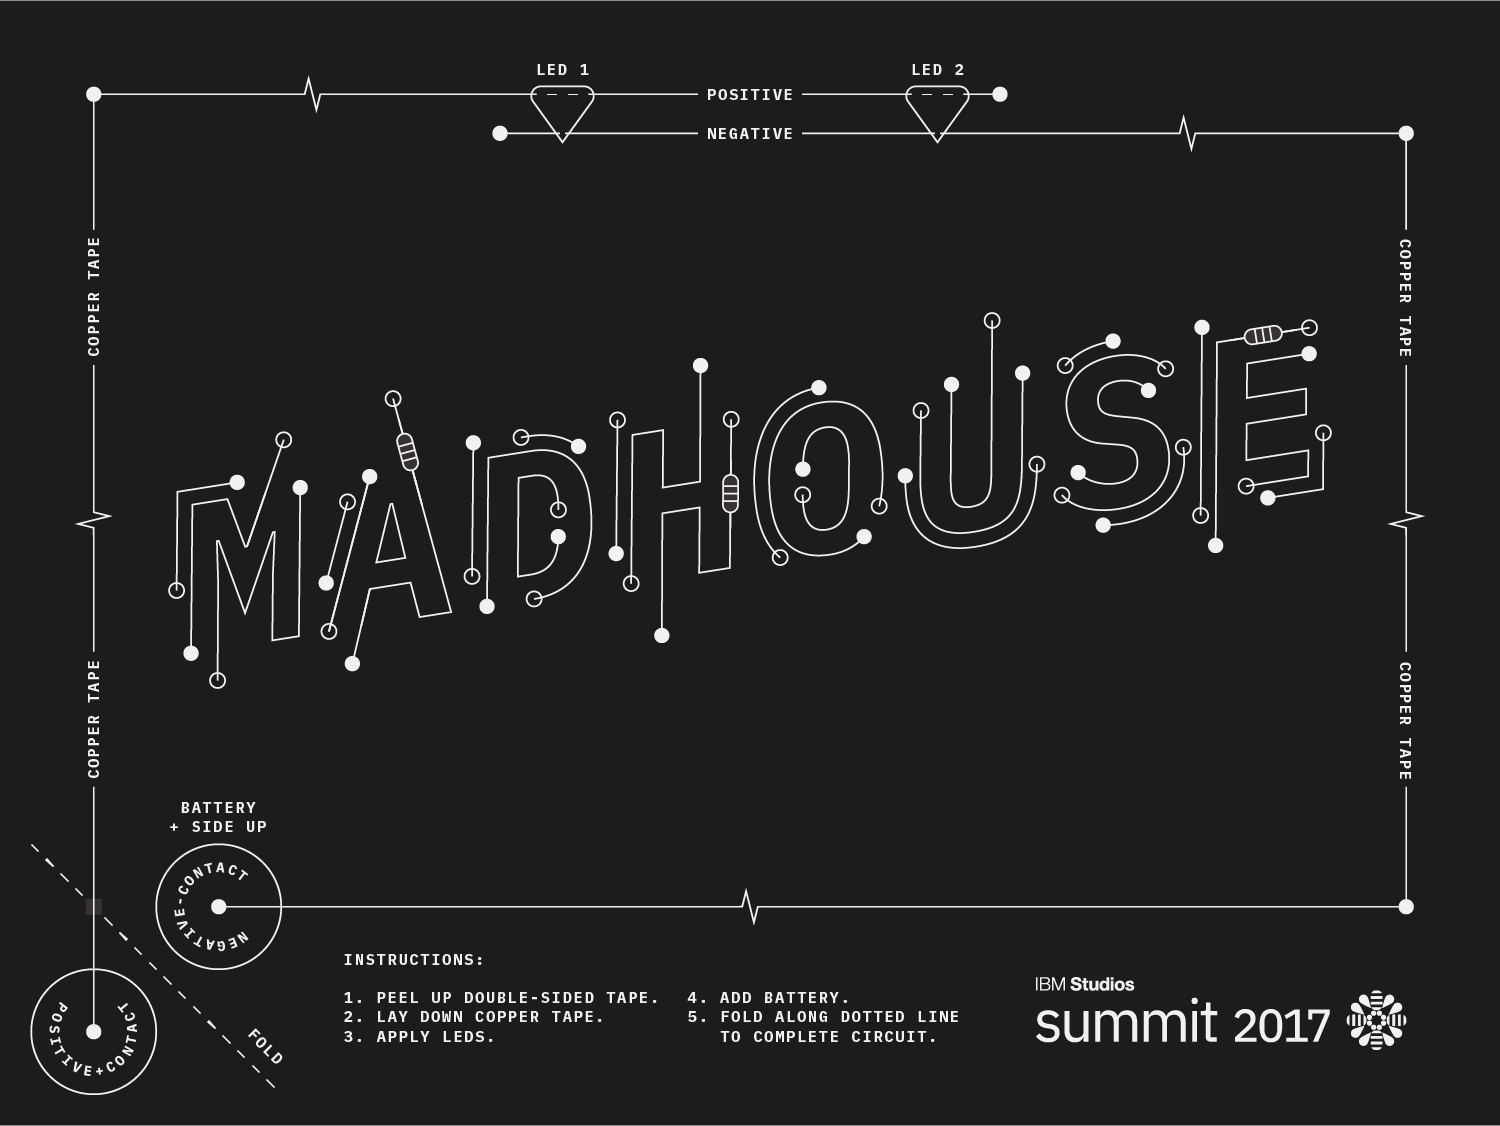 LED 1
LED 2
POSITIVE
NEGATIVE
COPPER TAPE
COPPER TAPE
MADHOUSE
COPPER TAPE
COPPER TAPE
BATTERY
+ SIDE UP
NEGATIVE-CONTACT
POSITIVE+CONTACT
FOLD
INSTRUCTIONS:
1. PEEL UP DOUBLE-SIDED TAPE.
2. LAY DOWN COPPER TAPE.
3. APPLY LEDS.
4. ADD BATTERY.
5. FOLD ALONG DOTTED LINE
TO COMPLETE CIRCUIT.
IBM Studios
summit 2017